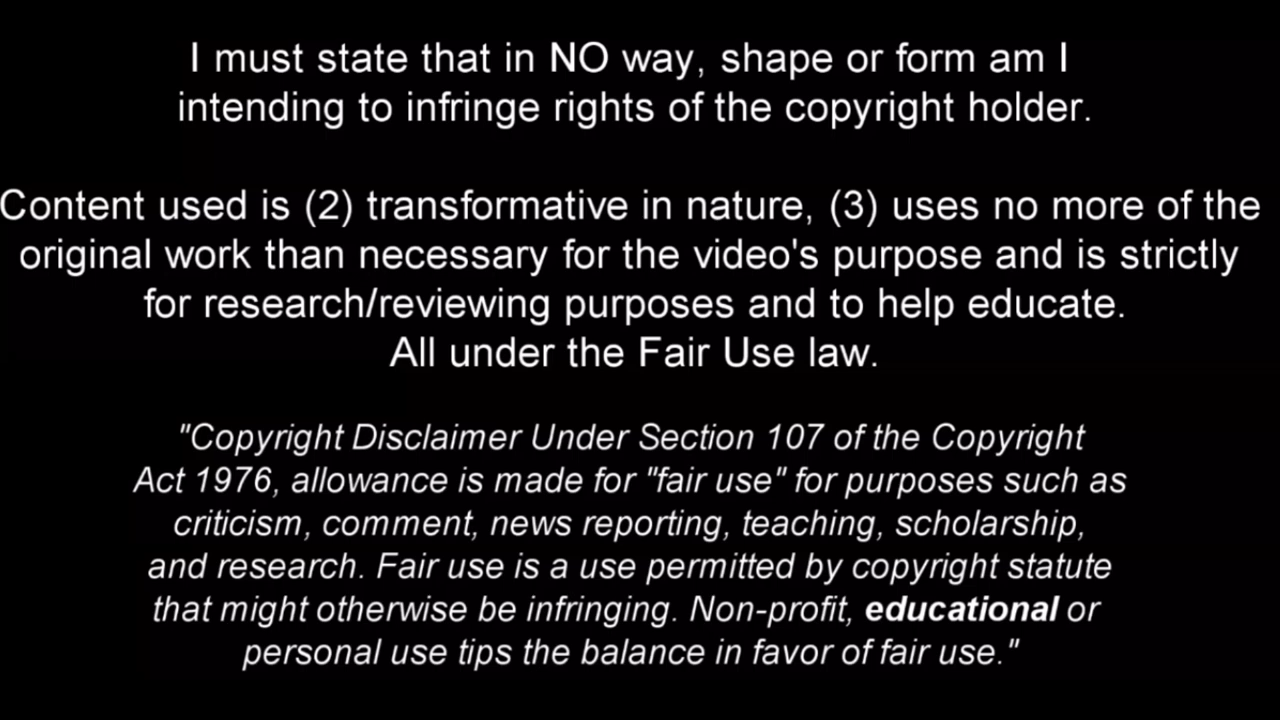 I must state that in NO way, shape or form am I
intending to infringe rights of the copyright holder.
Content used is (2) transformative in nature, (3) uses no more of the
original work than necessary for the video's purpose and is strictly
for research/reviewing purposes and to help educate.
All under the Fair Use law.
"Copyright Disclaimer Under Section 107 of the Copyright
Act 1976, allowance is made for "fair use" for purposes such as
criticism, comment, news reporting, teaching, scholarship,
and research. Fair use is a use permitted by copyright statute
that might otherwise be infringing. Non-profit, educational or
personal use tips the balance in favor of fair use."